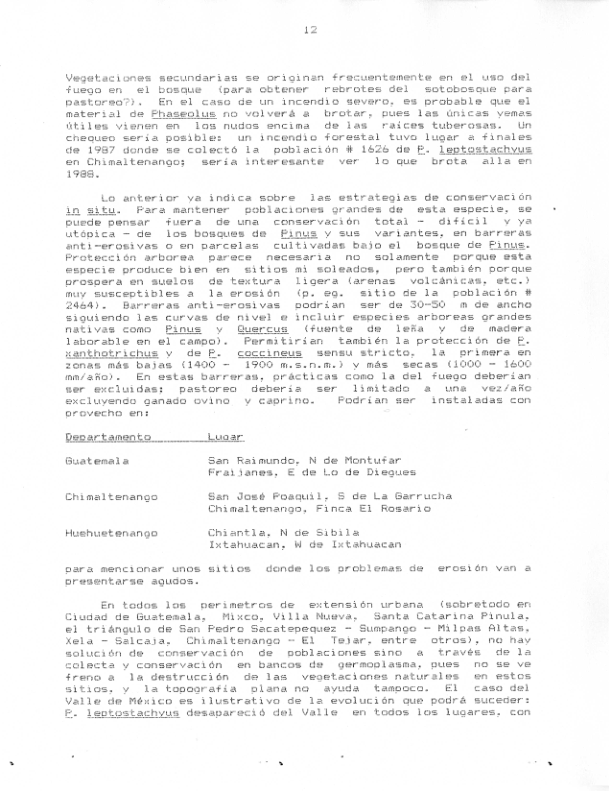 12
Vegetaciones secundarias se originan frecuentemente en el uso del
fuego en el bosque (para obtener rebrotes del sotobosque para
pastoreo?). En el caso de un incendio severo, es probable que el
material de Phaseolus no volverá a brotar, pues las únicas yemas
útiles vienen en los nudos encima de las raíces tuberosas. Un
chequeo sería posible: un incendio forestal tuvo lugar a finales
de 1987 donde se colectó la población # 1626 de P. leptostachyus
en Chimaltenango; sería interesante ver lo que brota alla en
1988.
Lo anterior ya indica sobre las estrategias de conservación
in situ. Para mantener poblaciones grandes de esta especie, se
puede pensar fuera de una conservación total - difícil y ya
utópica - de los bosques de Pinus y sus variantes, en barreras
anti-erosivas o en parcelas cultivadas bajo el bosque de Pinus.
Protección arborea parece necesaria no solamente porque esta
especie produce bien en sitios mi soleados, pero también porque
prospera en suelos de textura ligera (arenas volcánicas, etc.)
muy susceptibles a la erosión (p. eg. sitio de la población #
2464). Barreras anti-erosivas podrían ser de 30-50 m de ancho
siguiendo las curvas de nivel e incluir especies arboreas grandes
nativas como Pinus y Quercus (fuente de leña y de madera
laborable en el campo). Permitirían también la protección de P.
xanthotrichus y de P. coccineus sensu stricto, la primera en
zonas más bajas (1400 - 1900 m.s.n.m.) y más secas (1000 - 1600
mm/año). En estas barreras, prácticas como la del fuego deberían
ser excluidas; pastoreo debería ser limitado a una vez/año
excluyendo ganado ovino y caprino. Podrían ser instaladas con
provecho en:
Departamento Lugar
Guatemala San Raimundo, N de Montufar
Fraijanes, E de Lo de Dieguez
Chimaltenango San José Poaquil, S de La Garrucha
Chimaltenango, Finca El Rosario
Huehuetenango Chiantla, N de Sibila
Ixtahuacan, W de Ixtahuacan
para mencionar unos sitios donde los problemas de erosión van a
presentarse agudos.
En todos los perímetros de extensión urbana (sobretodo en
Ciudad de Guatemala, Mixco, Villa Nueva, Santa Catarina Pinula,
el triángulo de San Pedro Sacatepequez - Sumpango - Milpas Altas,
Xela - Salcaja, Chimaltenango - El Tejar, entre otros), no hay
solución de conservación de poblaciones sino a través de la
colecta y conservación en bancos de germoplasma, pues no se ve
freno a la destrucción de las vegetaciones naturales en estos
sitios, y la topografía plana no ayuda tampoco. El caso del
Valle de México es ilustrativo de la evolución que podrá suceder:
P. leptostachyus desapareció del Valle en todos los lugares, con